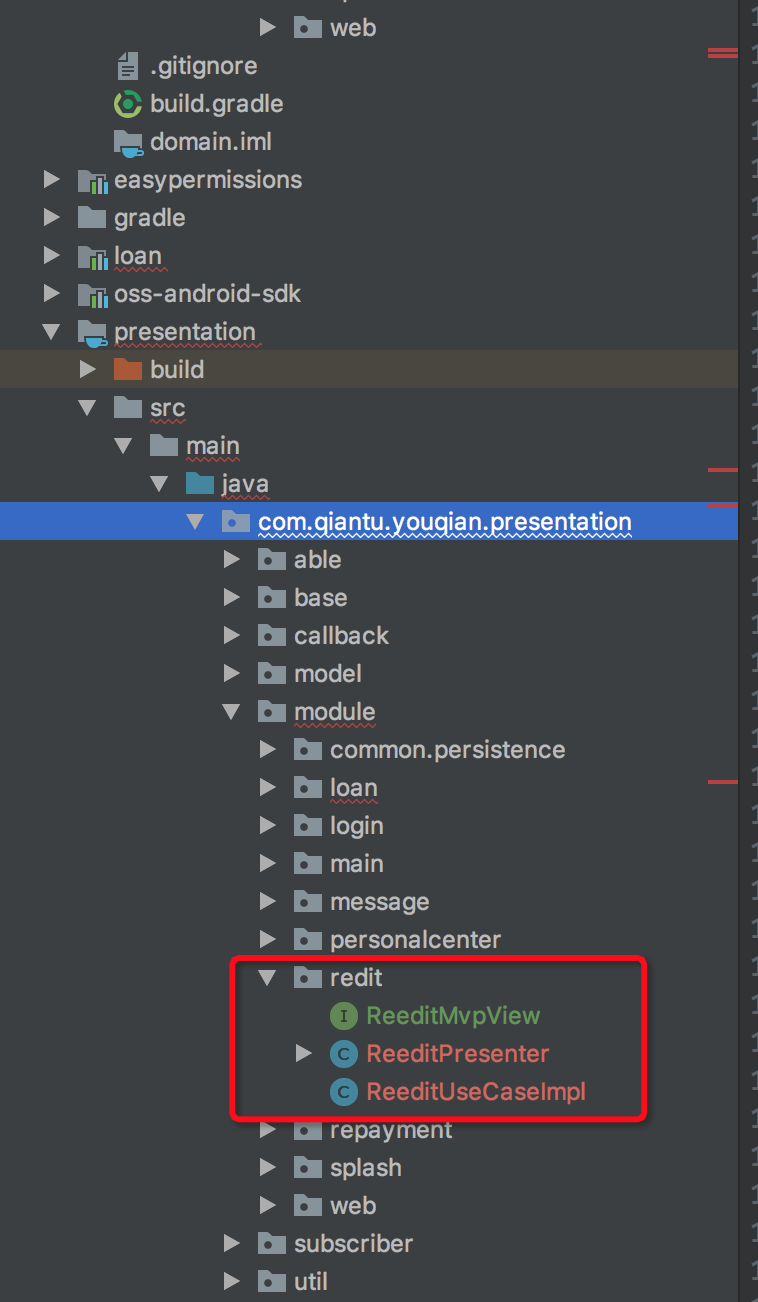 web
.gitignore
build.gradle
domain.iml
easypermissions
gradle
loan
oss-android-sdk
presentation
build
src
main
java
com.qiantu.youqian.presentation
able
base
callback
model
module
common.persistence
loan
login
main
message
personalcenter
redit
I ReeditMvpView
C ReeditPresenter
C ReeditUseCaseImpl
repayment
splash
web
subscriber
util